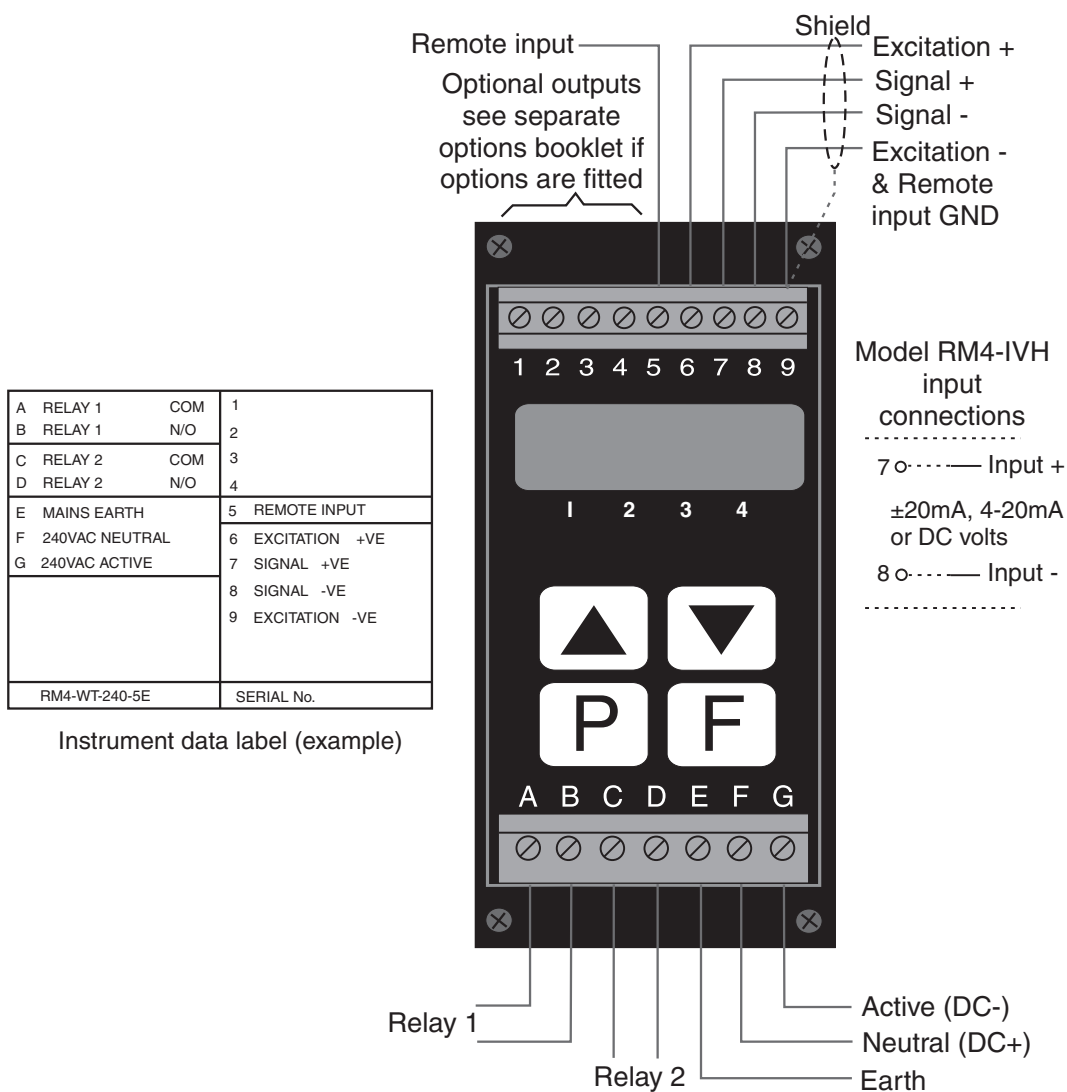 Shield
Remote input
Excitation +
Signal +
Signal -
Excitation -
& Remote
input GND
Optional outputs
see separate
options booklet if
options are fitted
1 2 3 4 5 6 7 8 9
I 2 3 4
P F
A B C D E F G
Model RM4-IVH
input
connections
7 Input +
±20mA, 4-20mA
or DC volts
8 Input -
A RELAY 1 COM
B RELAY 1 N/O
C RELAY 2 COM
D RELAY 2 N/O
E MAINS EARTH
F 240VAC NEUTRAL
G 240VAC ACTIVE
1
2
3
4
5 REMOTE INPUT
6 EXCITATION +VE
7 SIGNAL +VE
8 SIGNAL -VE
9 EXCITATION -VE
RM4-WT-240-5E
SERIAL No.
Instrument data label (example)
Relay 1
Relay 2
Active (DC-)
Neutral (DC+)
Earth